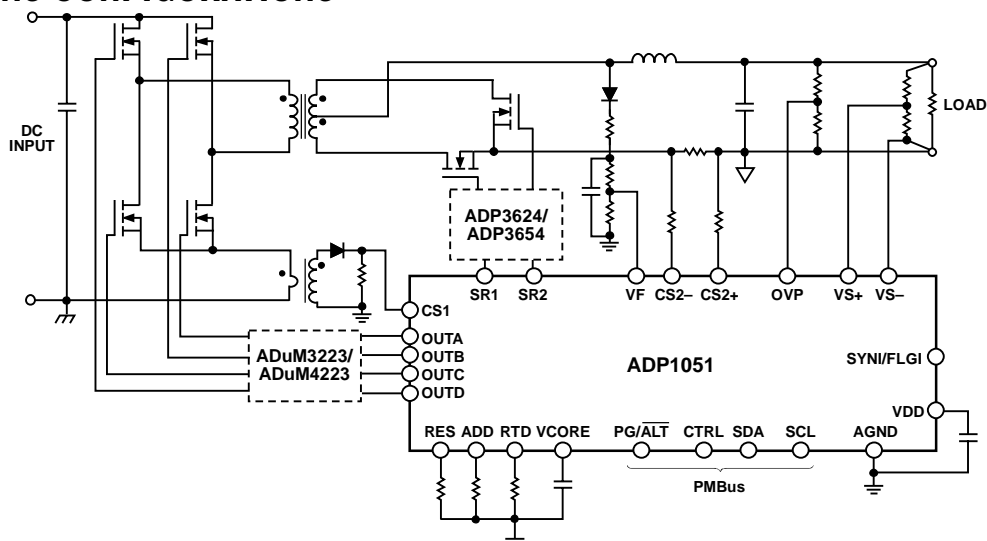 DC
INPUT
LOAD
ADP3624/
ADP3654
SR1 SR2 VF CS2– CS2+ OVP VS+ VS–
CS1
OUTA
OUTB
OUTC
OUTD
ADuM3223/
ADuM4223
ADP1051
SYNI/FLGI
VDD
RES ADD RTD VCORE PG/ALT CTRL SDA SCL AGND
PMBus